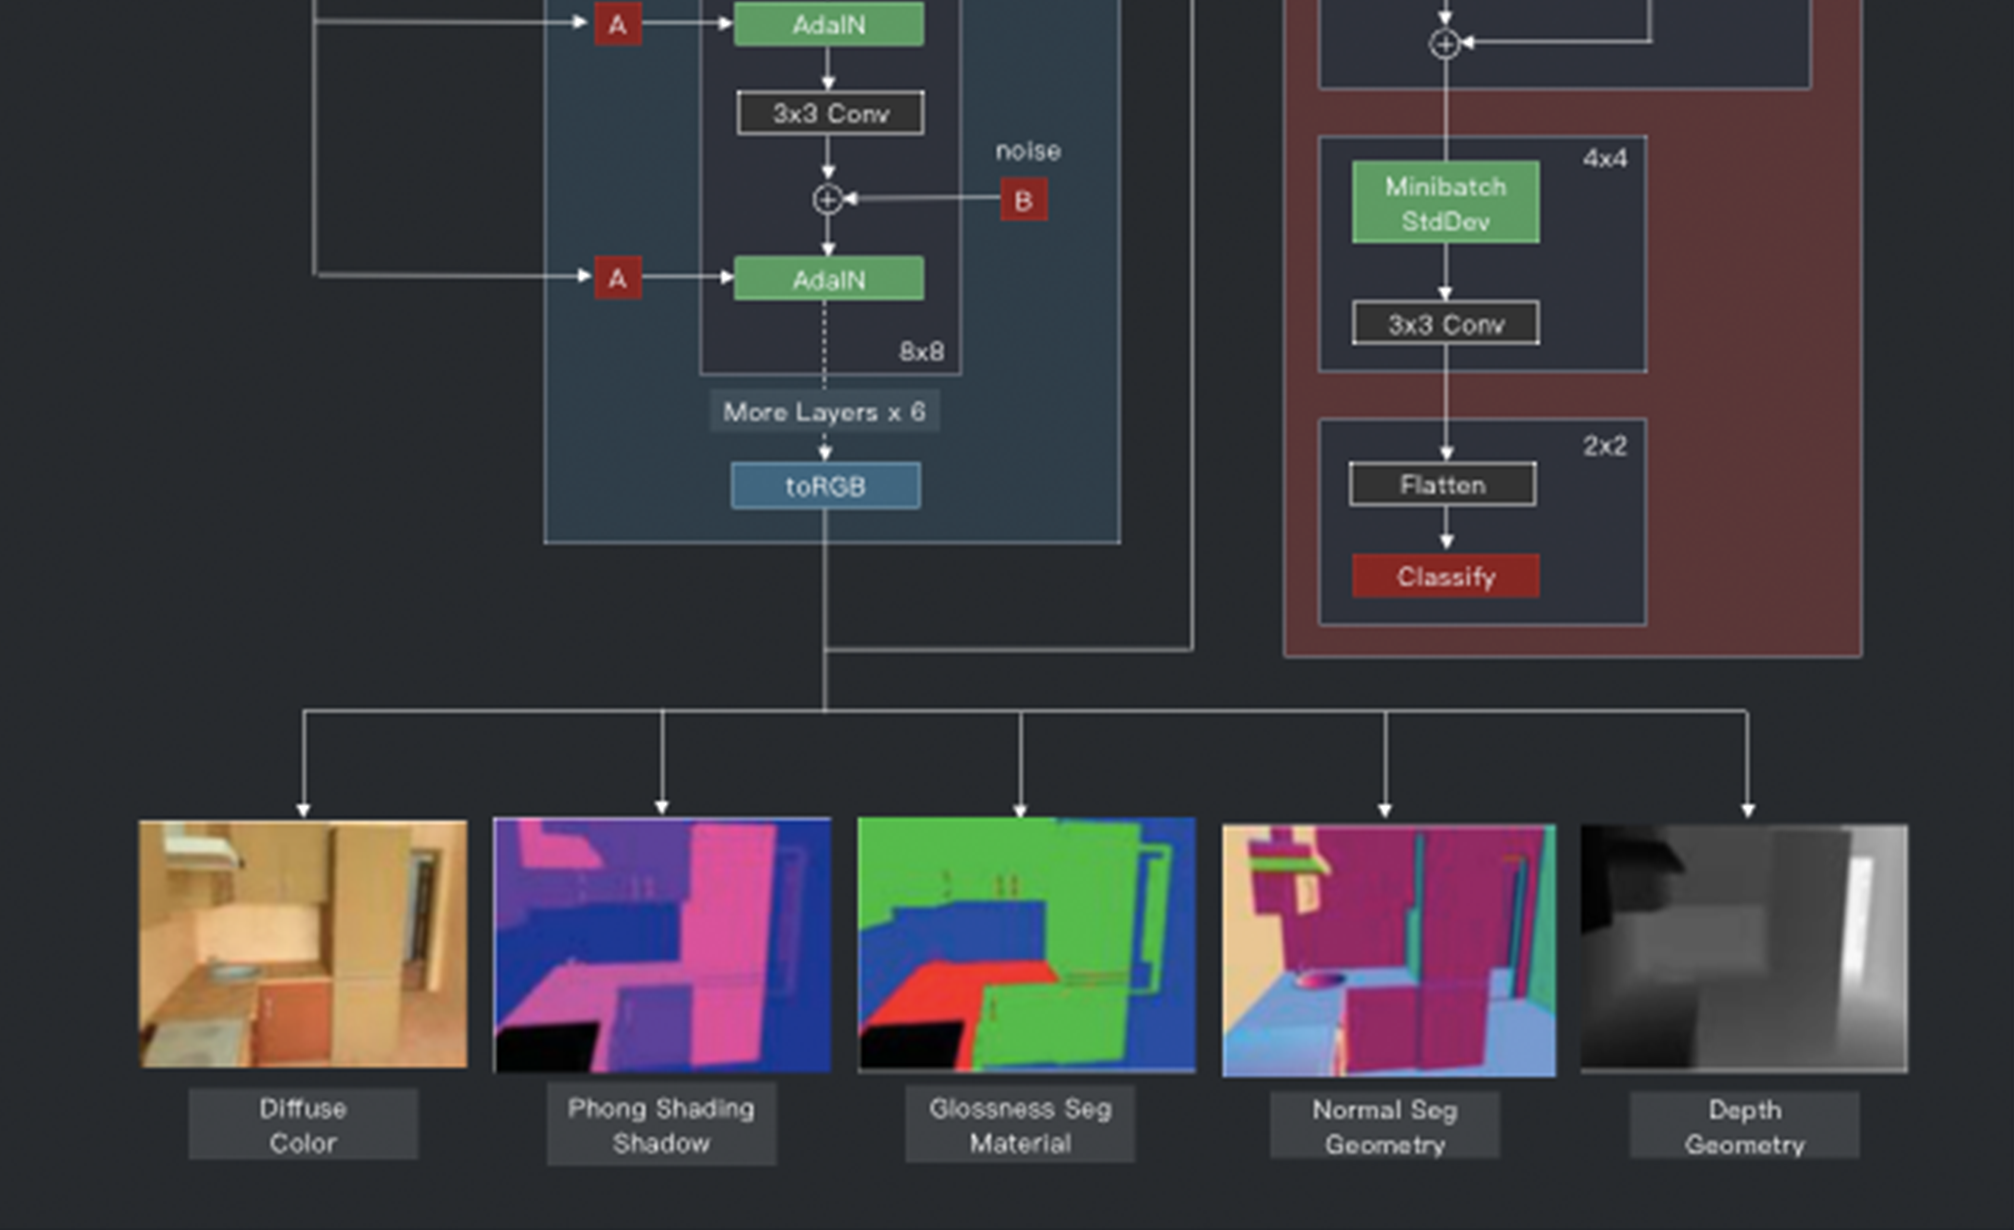 A
AdaIN
3x3 Conv
noise
B
A
AdaIN
8x8
More Layers x 6
toRGB
4x4
Minibatch
StdDev
3x3 Conv
2x2
Flatten
Classify
Diffuse
Color
Phong Shading
Shadow
Glossness Seg
Material
Normal Seg
Geometry
Depth
Geometry